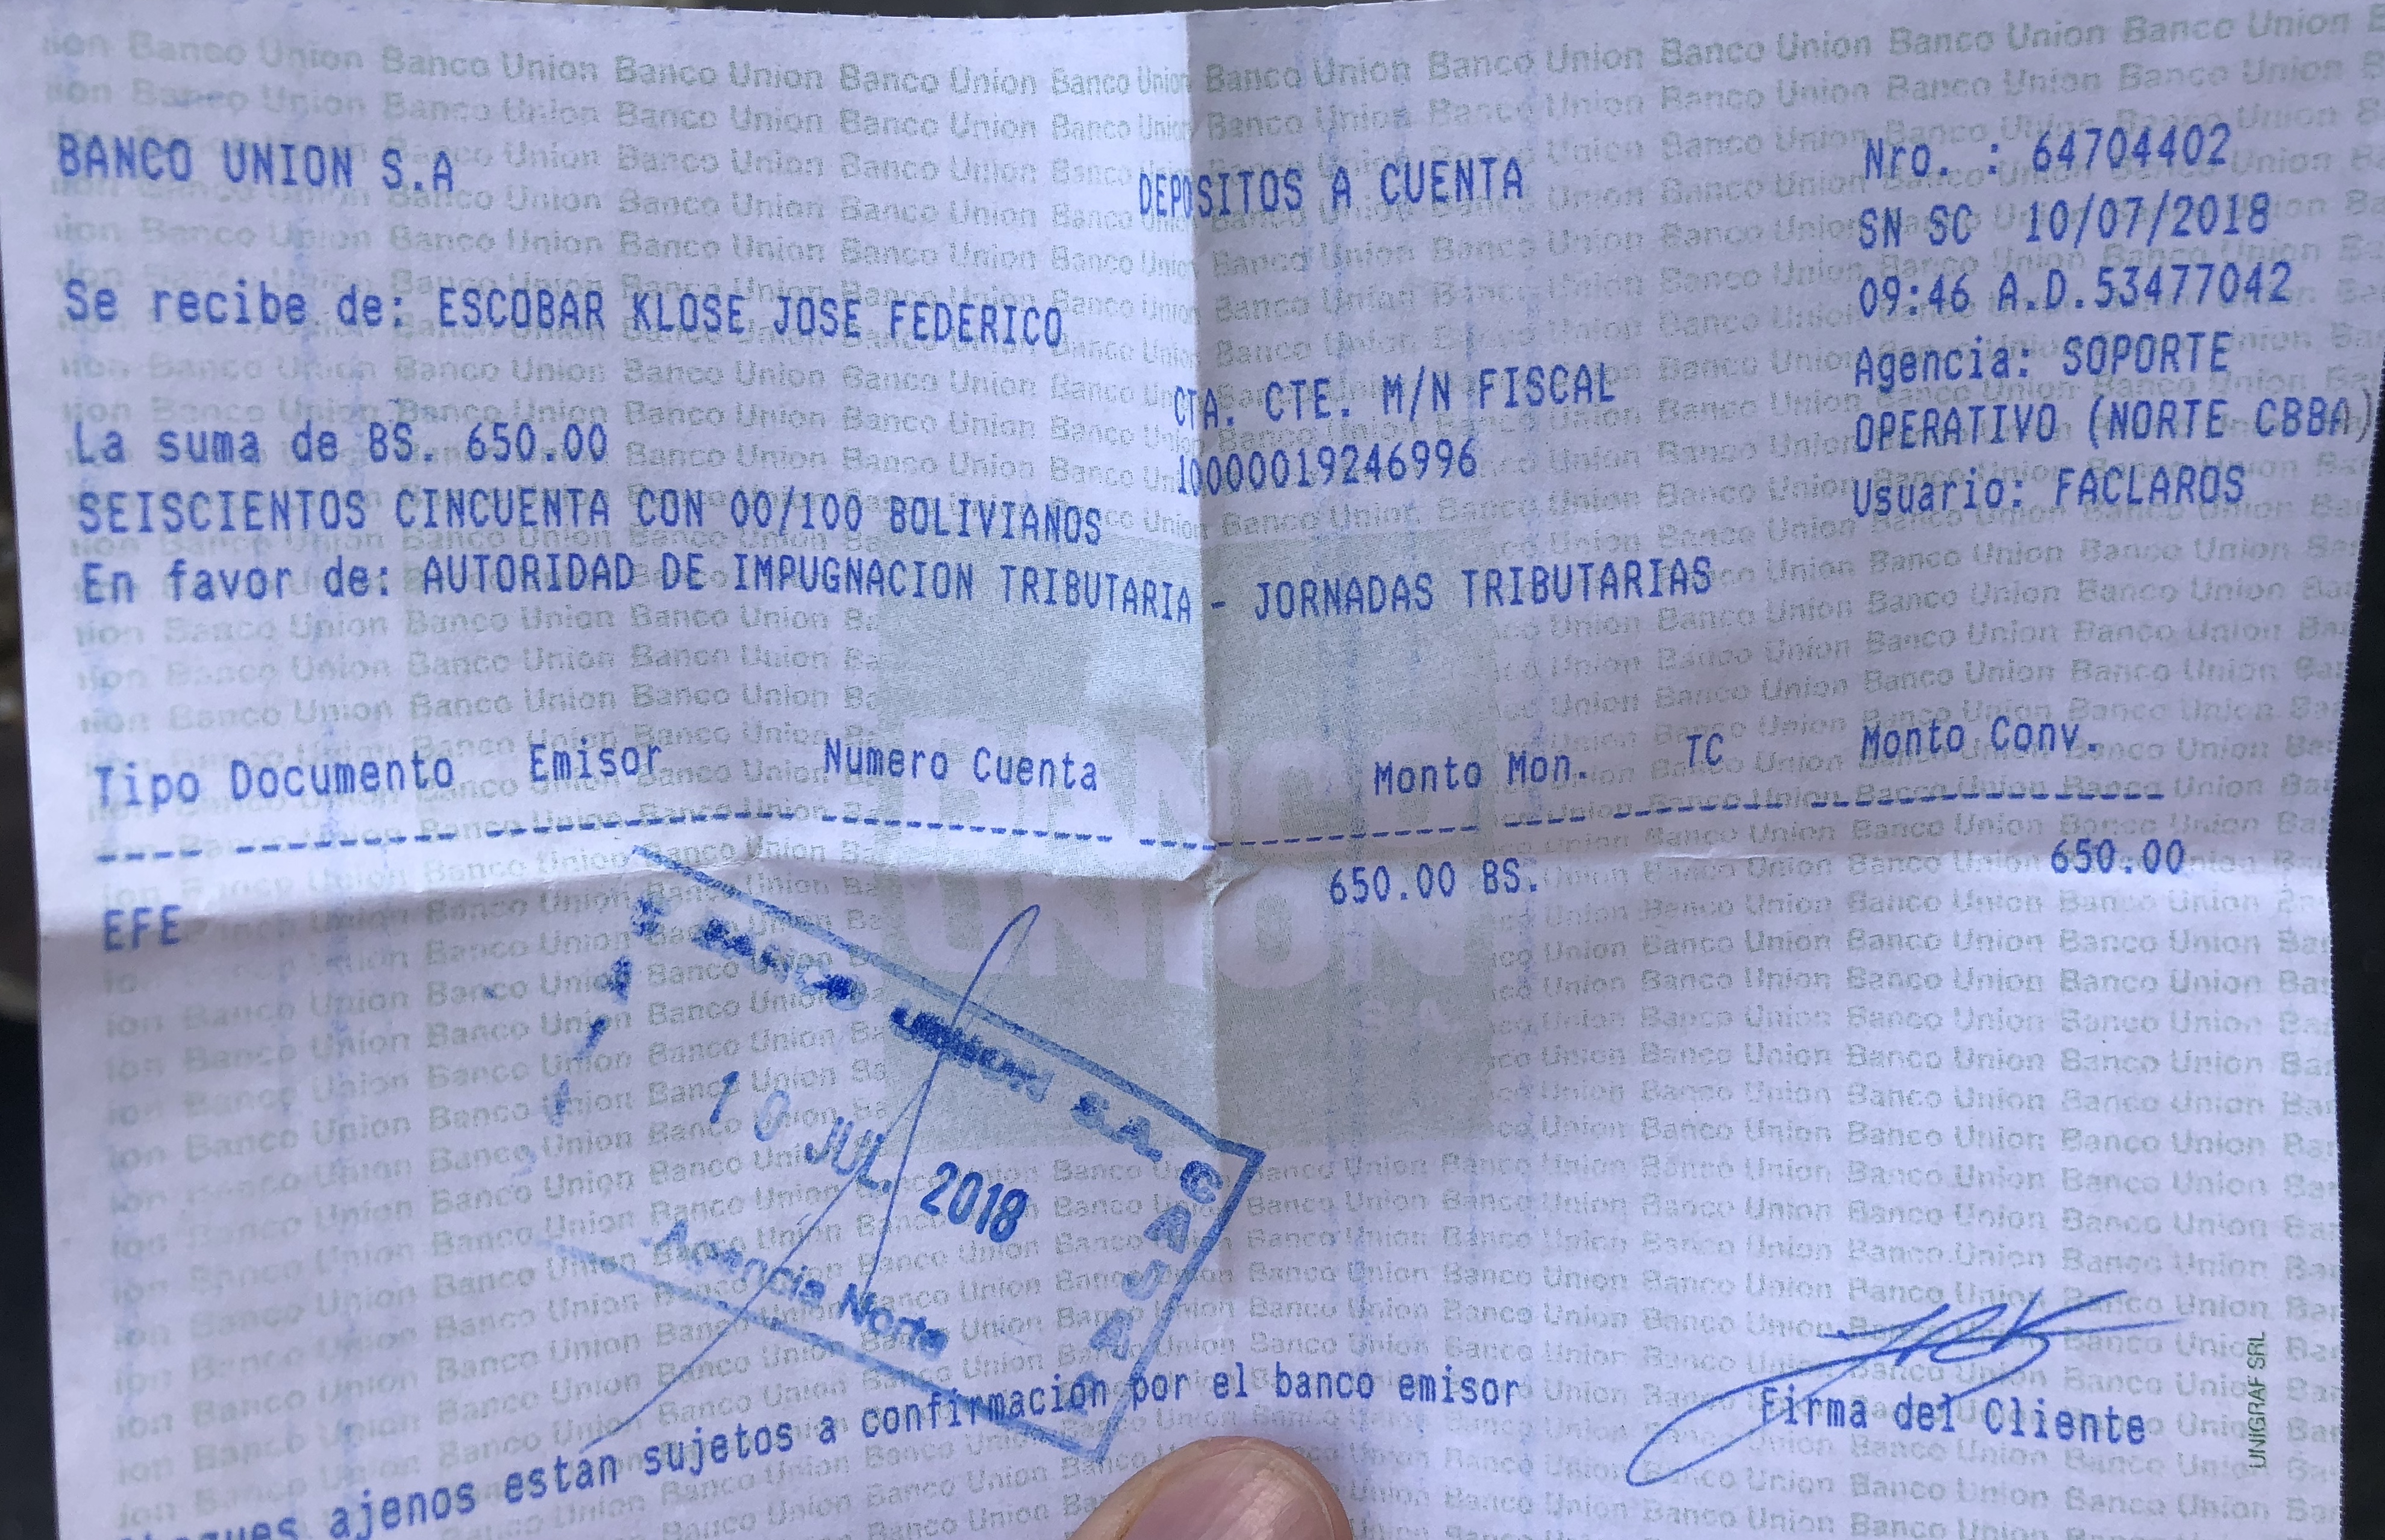 BANCO UNION S.A
DEPOSITOS A CUENTA
Nro. : 64704402
SN SC 10/07/2018
09:46 A.D.53477042
Agencia: SOPORTE
OPERATIVO (NORTE CBBA)
Usuario: FACLAROS
Se recibe de: ESCOBAR KLOSE JOSE FEDERICO
CTA. CTE. M/N FISCAL
10000019246996
La suma de BS. 650.00
SEISCIENTOS CINCUENTA CON 00/100 BOLIVIANOS
En favor de: AUTORIDAD DE IMPUGNACION TRIBUTARIA - JORNADAS TRIBUTARIAS
Tipo Documento Emisor Numero Cuenta Monto Mon. TC Monto Conv.
EFE 650.00 BS. 650.00
BANCO UNION S.A. CAJA
10 JUL. 2018
Agencia Norte
ajenos estan sujetos a confirmacion por el banco emisor
Firma del Cliente
UNIGRAF SRL
BANCO UNION